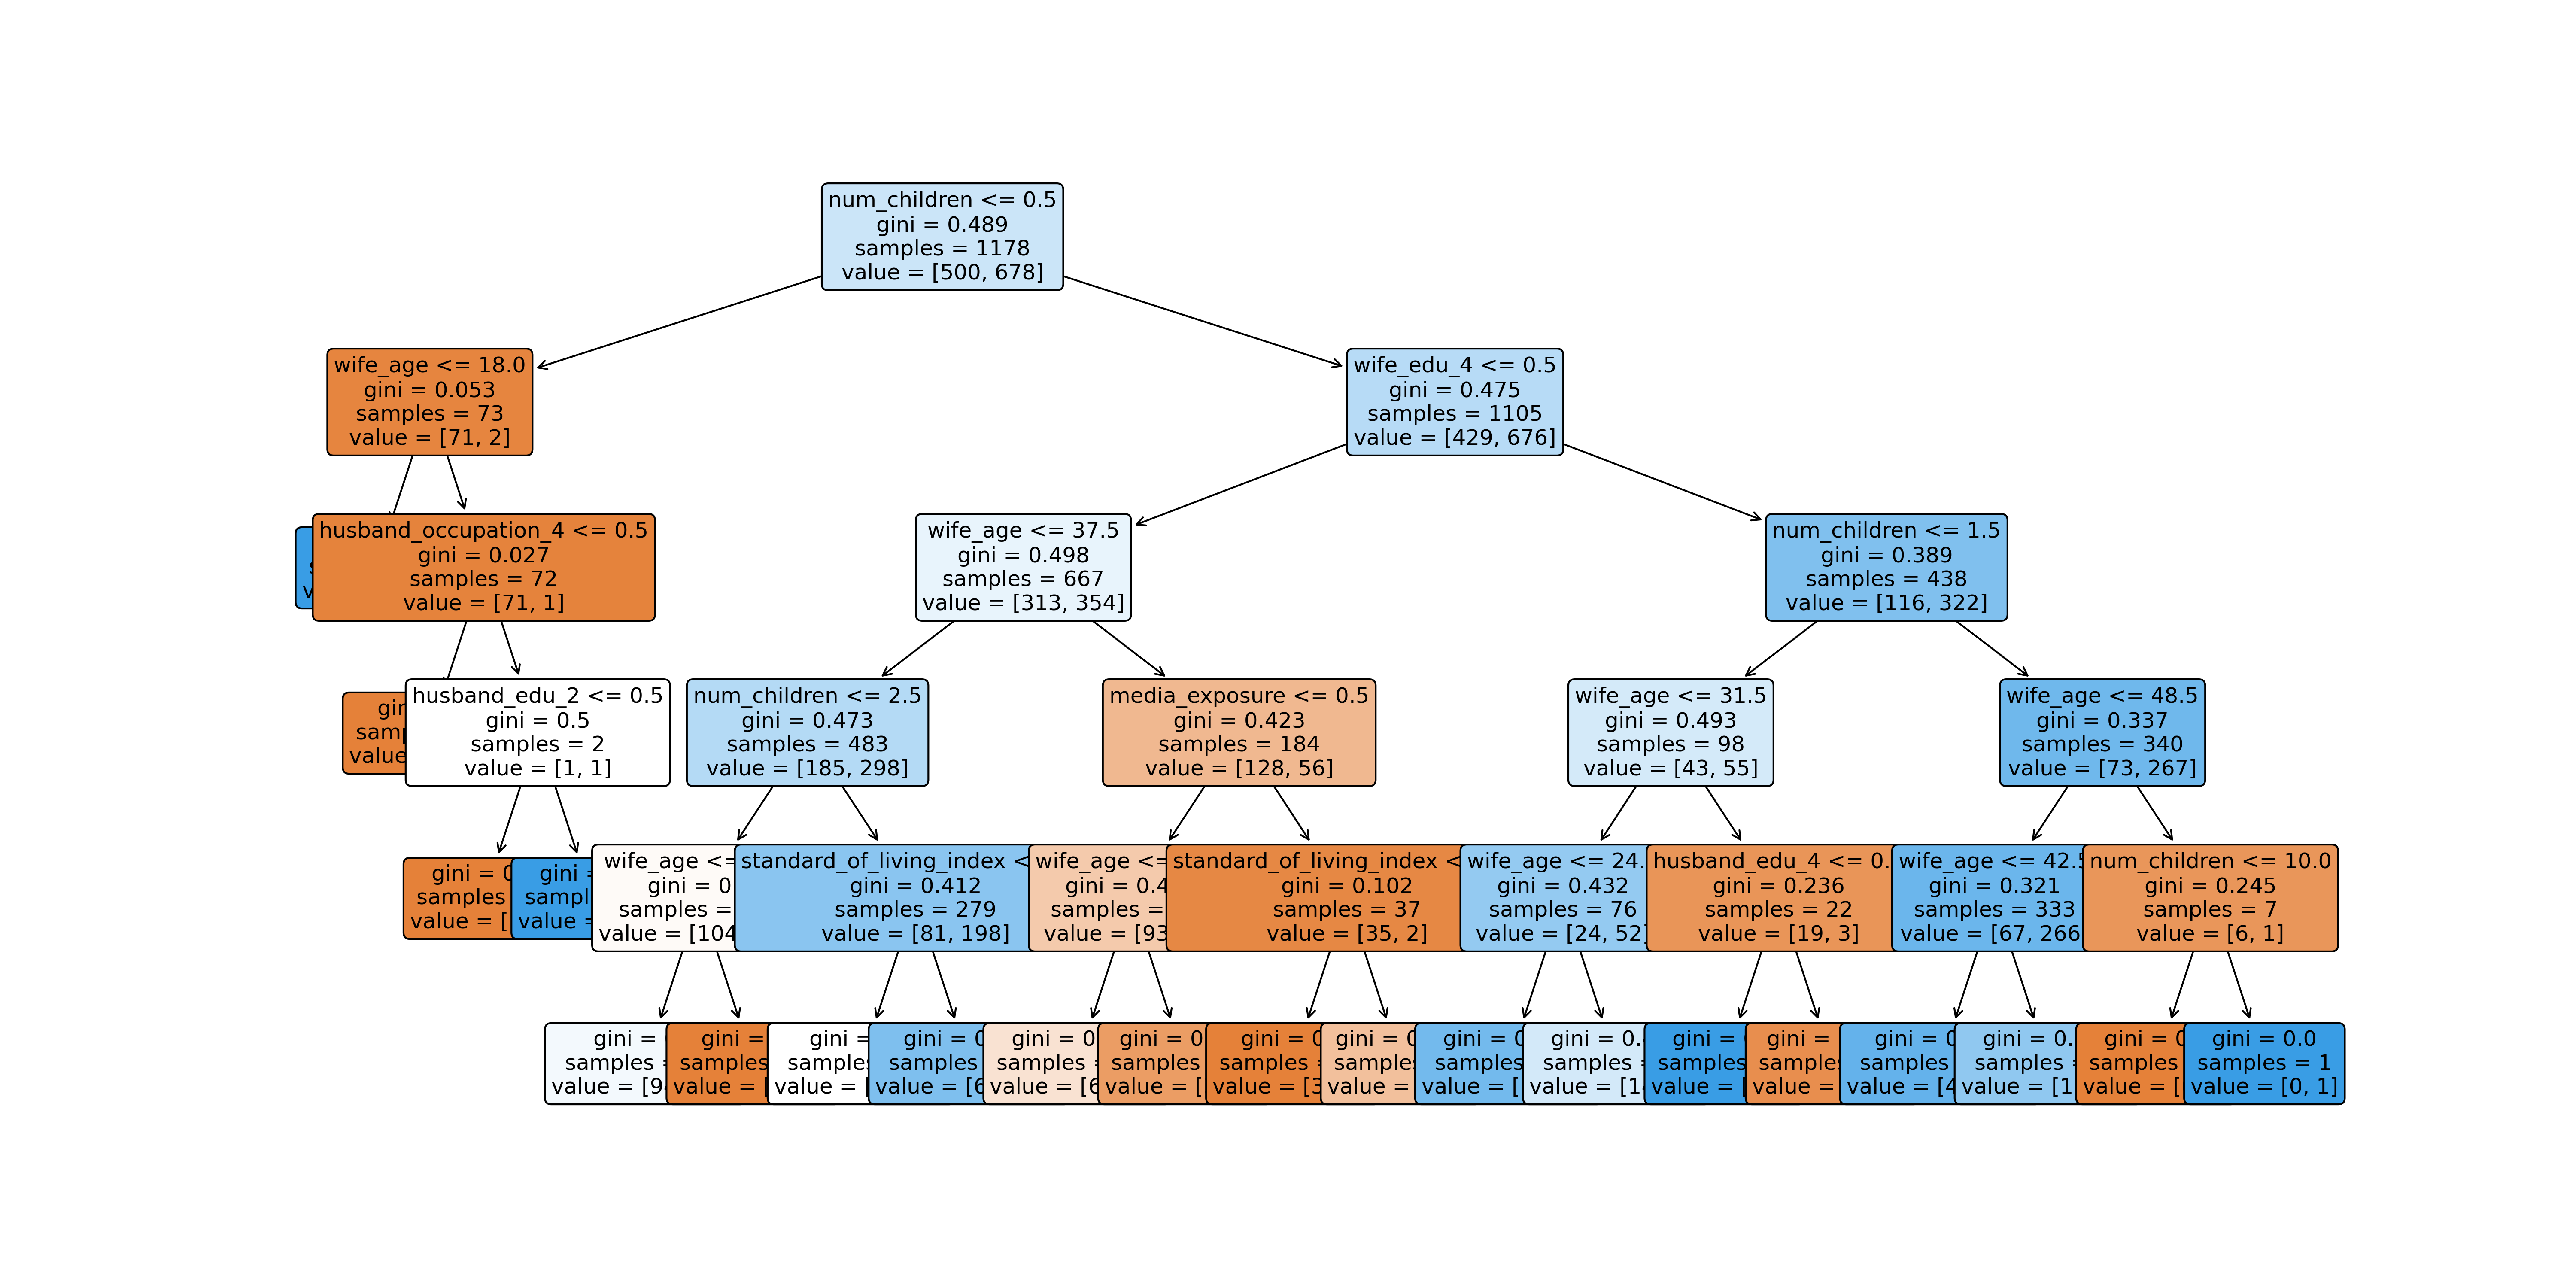 num_children <= 0.5
gini = 0.489
samples = 1178
value = [500, 678]
wife_age <= 18.0
gini = 0.053
samples = 73
value = [71, 2]
wife_edu_4 <= 0.5
gini = 0.475
samples = 1105
value = [429, 676]
husband_occupation_4 <= 0.5
gini = 0.027
samples = 72
value = [71, 1]
wife_age <= 37.5
gini = 0.498
samples = 667
value = [313, 354]
num_children <= 1.5
gini = 0.389
samples = 438
value = [116, 322]
husband_edu_2 <= 0.5
gini = 0.5
samples = 2
value = [1, 1]
num_children <= 2.5
gini = 0.473
samples = 483
value = [185, 298]
media_exposure <= 0.5
gini = 0.423
samples = 184
value = [128, 56]
wife_age <= 31.5
gini = 0.493
samples = 98
value = [43, 55]
wife_age <= 48.5
gini = 0.337
samples = 340
value = [73, 267]
gini =
samples
value = [
gini =
value =
wife_age <=
gini = 0
samples =
value = [104
standard_of_living_index <
gini = 0.412
samples = 279
value = [81, 198]
wife_age <=
gini = 0.4
samples =
value = [93
standard_of_living_index <
gini = 0.102
samples = 37
value = [35, 2]
wife_age <= 24.
gini = 0.432
samples = 76
value = [24, 52]
husband_edu_4 <= 0.
gini = 0.236
samples = 22
value = [19, 3]
wife_age <= 42.5
gini = 0.321
samples = 333
value = [67, 266
num_children <= 10.0
gini = 0.245
samples = 7
value = [6, 1]
gini =
samples =
value = [9
gini =
samples
value = [
gini =
samples
value = [
gini = 0
samples
value = [6
gini = 0
samples
value = [6
gini = 0
samples
value = [
gini = 0
samples
value = [3
gini = 0
samples
value =
gini = 0
samples
value = [
gini = 0.
samples =
value = [1
gini =
samples
value = [
gini =
samples
value =
gini = 0
samples
value = [4
gini = 0.
samples =
value = [1
gini = 0
samples
value = [
gini = 0.0
samples = 1
value = [0, 1]